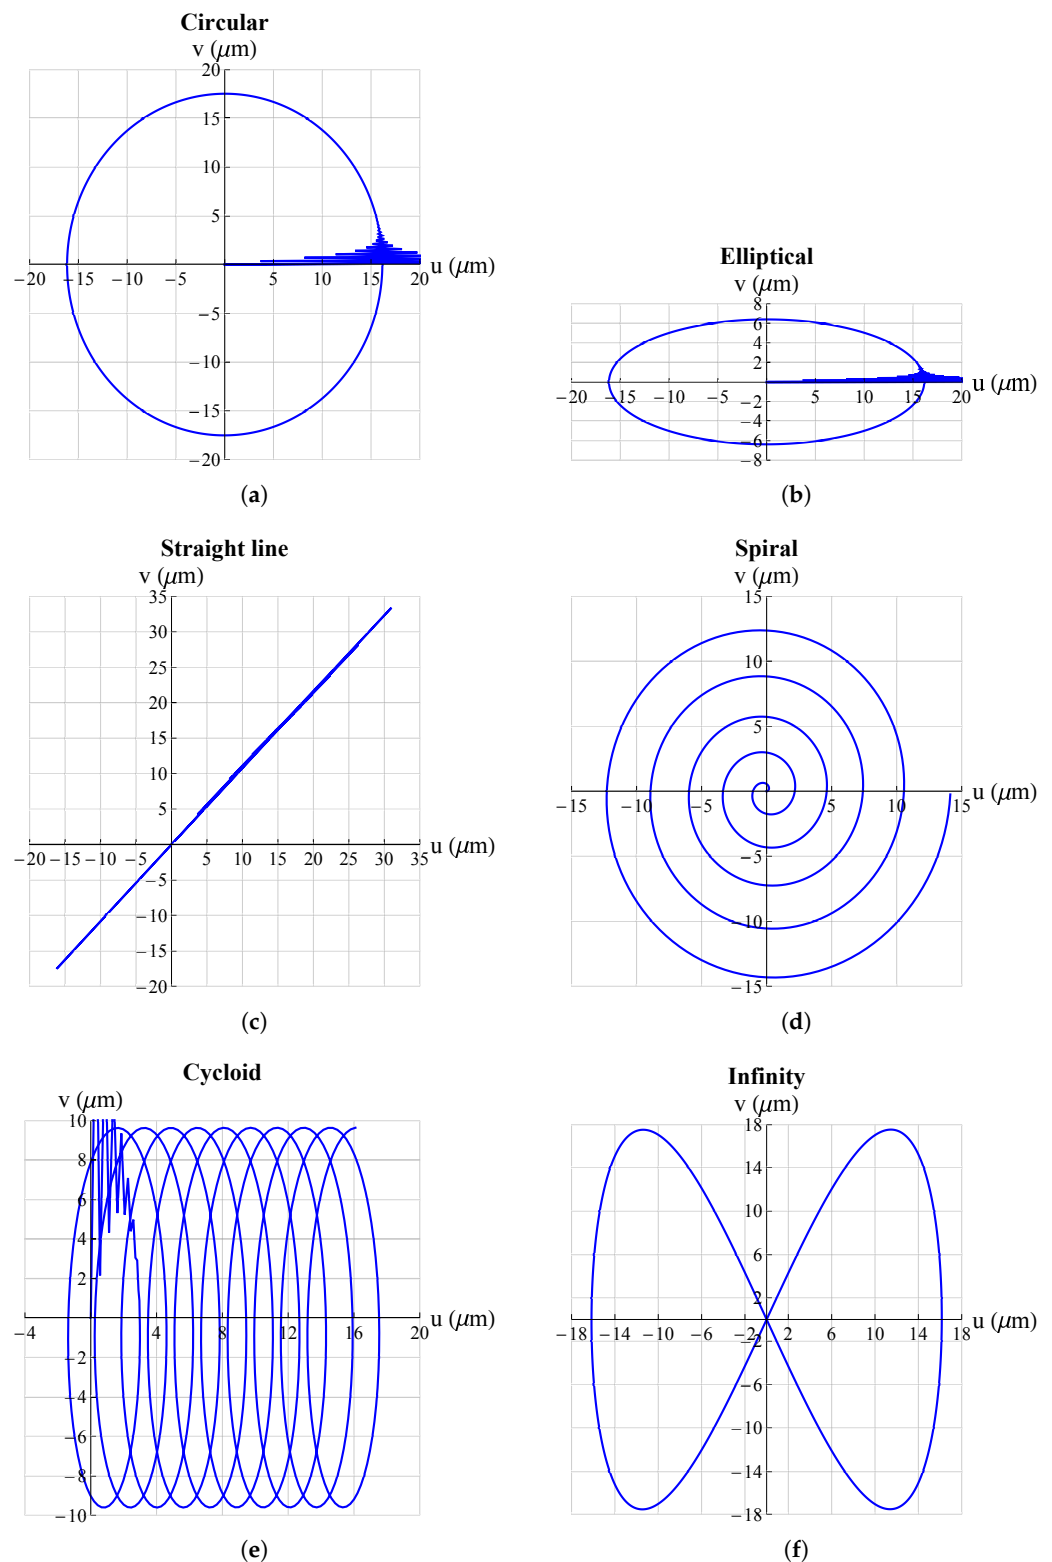 Circular
v (μm)
20
15
10
5
−20 −15 −10 −5 5 10 15 20 u (μm)
−5
−10
−15
−20
(a)
Elliptical
v (μm)
8
6
4
2
−20 −15 −10 −5 5 10 15 20 u (μm)
−2
−4
−6
−8
(b)
Straight line
v (μm)
35
30
25
20
15
10
5
−20 −15 −10 −5 5 10 15 20 25 30 35 u (μm)
−5
−10
−15
−20
(c)
Spiral
v (μm)
15
10
5
−15 −10 −5 5 10 15 u (μm)
−5
−10
−15
(d)
Cycloid
v (μm)
10
8
6
4
2
−4 4 8 12 16 20 u (μm)
−2
−4
−6
−8
−10
(e)
Infinity
v (μm)
18
14
10
6
2
−18 −14 −10 −6 −2 2 6 10 14 18 u (μm)
−2
−6
−10
−14
−18
(f)